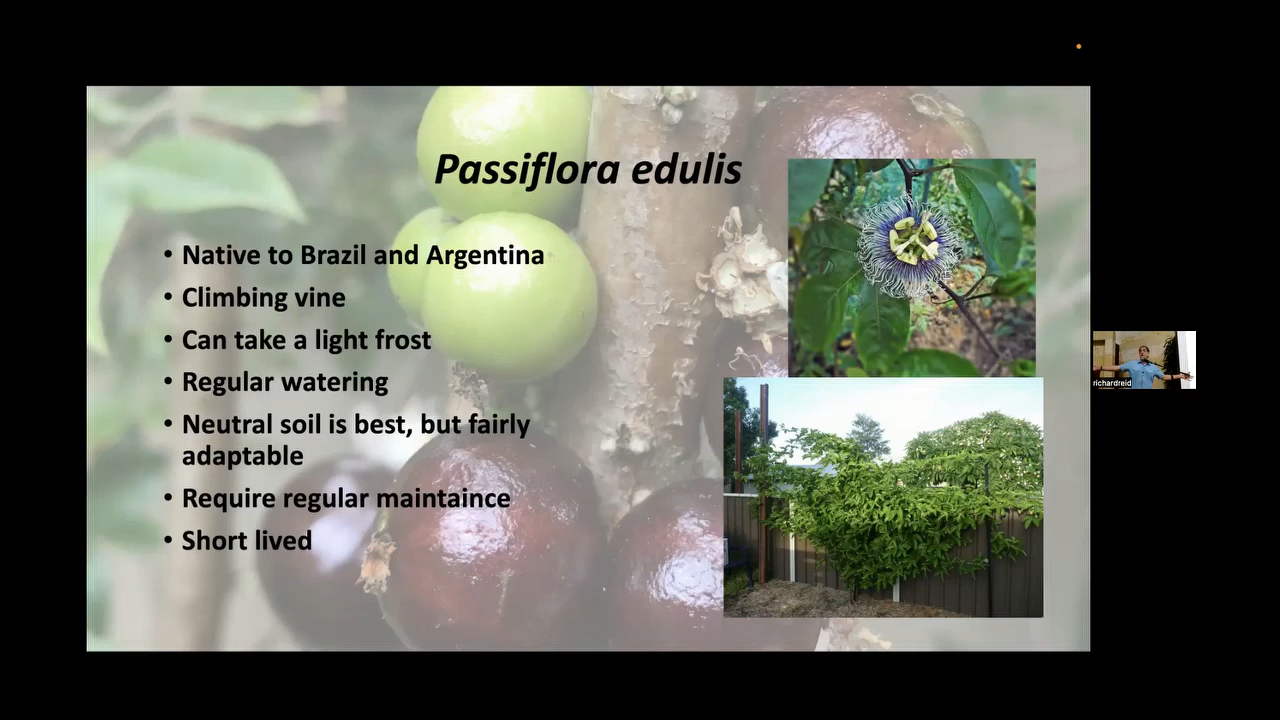 Passiflora edulis
• Native to Brazil and Argentina
• Climbing vine
• Can take a light frost
• Regular watering
• Neutral soil is best, but fairly
adaptable
• Require regular maintaince
• Short lived
richardreid